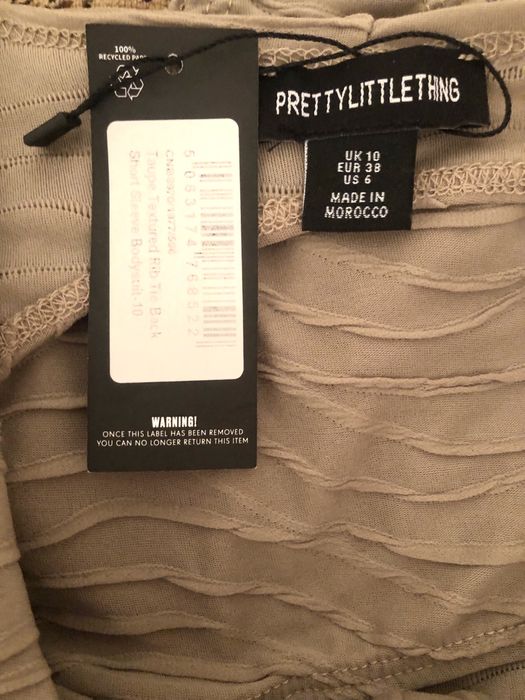 100%
RECYCLED PAPER
PRETTYLITTLETHING
UK 10
EUR 38
US 6
MADE IN
MOROCCO
Taupe Textured Rib Tie Back
Short Sleeve Bodysuit-10
WARNING!
ONCE THIS LABEL HAS BEEN REMOVED
YOU CAN NO LONGER RETURN THIS ITEM